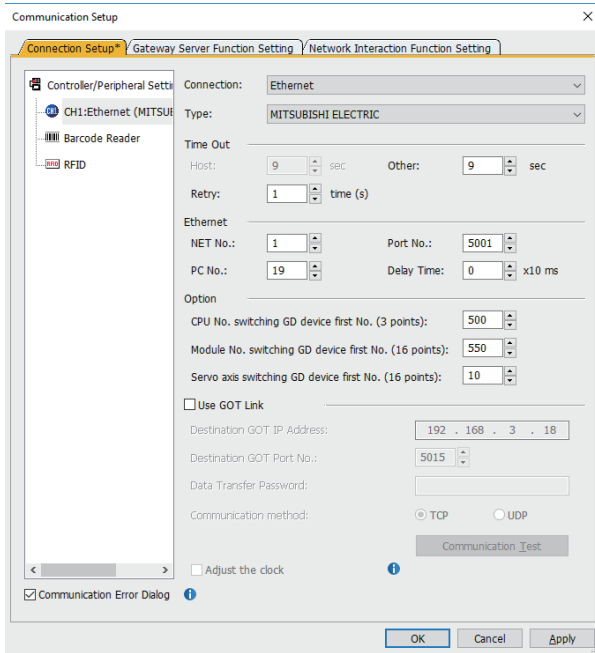 Communication Setup
Connection Setup* Gateway Server Function Setting Network Interaction Function Setting
Controller/Peripheral Setti
CH1 CH1:Ethernet (MITSUE
Barcode Reader
RFID RFID
Connection: Ethernet
Type: MITSUBISHI ELECTRIC
Time Out
Host: 9 sec Other: 9 sec
Retry: 1 time (s)
Ethernet
NET No.: 1 Port No.: 5001
PC No.: 19 Delay Time: 0 x10 ms
Option
CPU No. switching GD device first No. (3 points): 500
Module No. switching GD device first No. (16 points): 550
Servo axis switching GD device first No. (16 points): 10
Use GOT Link
Destination GOT IP Address: 192 . 168 . 3 . 18
Destination GOT Port No.: 5015
Data Transfer Password:
Communication method: TCP UDP
Communication Test
Adjust the clock
Communication Error Dialog
OK Cancel Apply